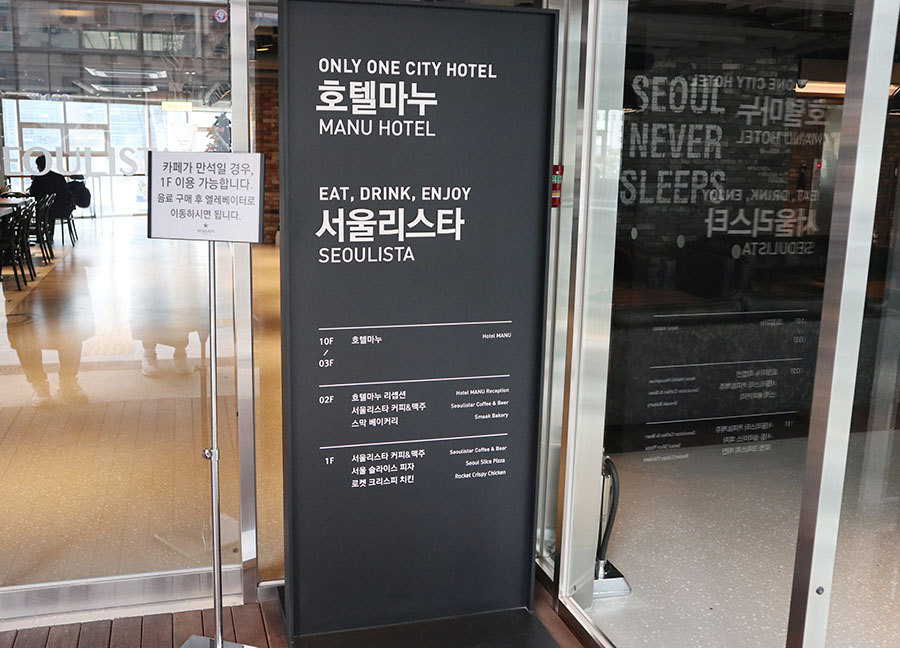 ONLY ONE CITY HOTEL
호텔마누
MANU HOTEL
EAT, DRINK, ENJOY
서울리스타
SEOULISTA
10F 호텔마누 Hotel MANU
/
03F
02F 호텔마누 리셉션 Hotel MANU Reception
서울리스타 커피&맥주 Seoulistar Coffee & Beer
스막 베이커리 Smaak Bakery
1F 서울리스타 커피&맥주 Seoulistar Coffee & Beer
서울 슬라이스 피자 Seoul Slice Pizza
로켓 크리스피 치킨 Rocket Crispy Chicken
카페가 만석일 경우,
1F 이용 가능합니다.
음료 구매 후 엘레베이터로
이동하시면 됩니다.
SEOULISTA
SEOUL
NEVER
SLEEPS